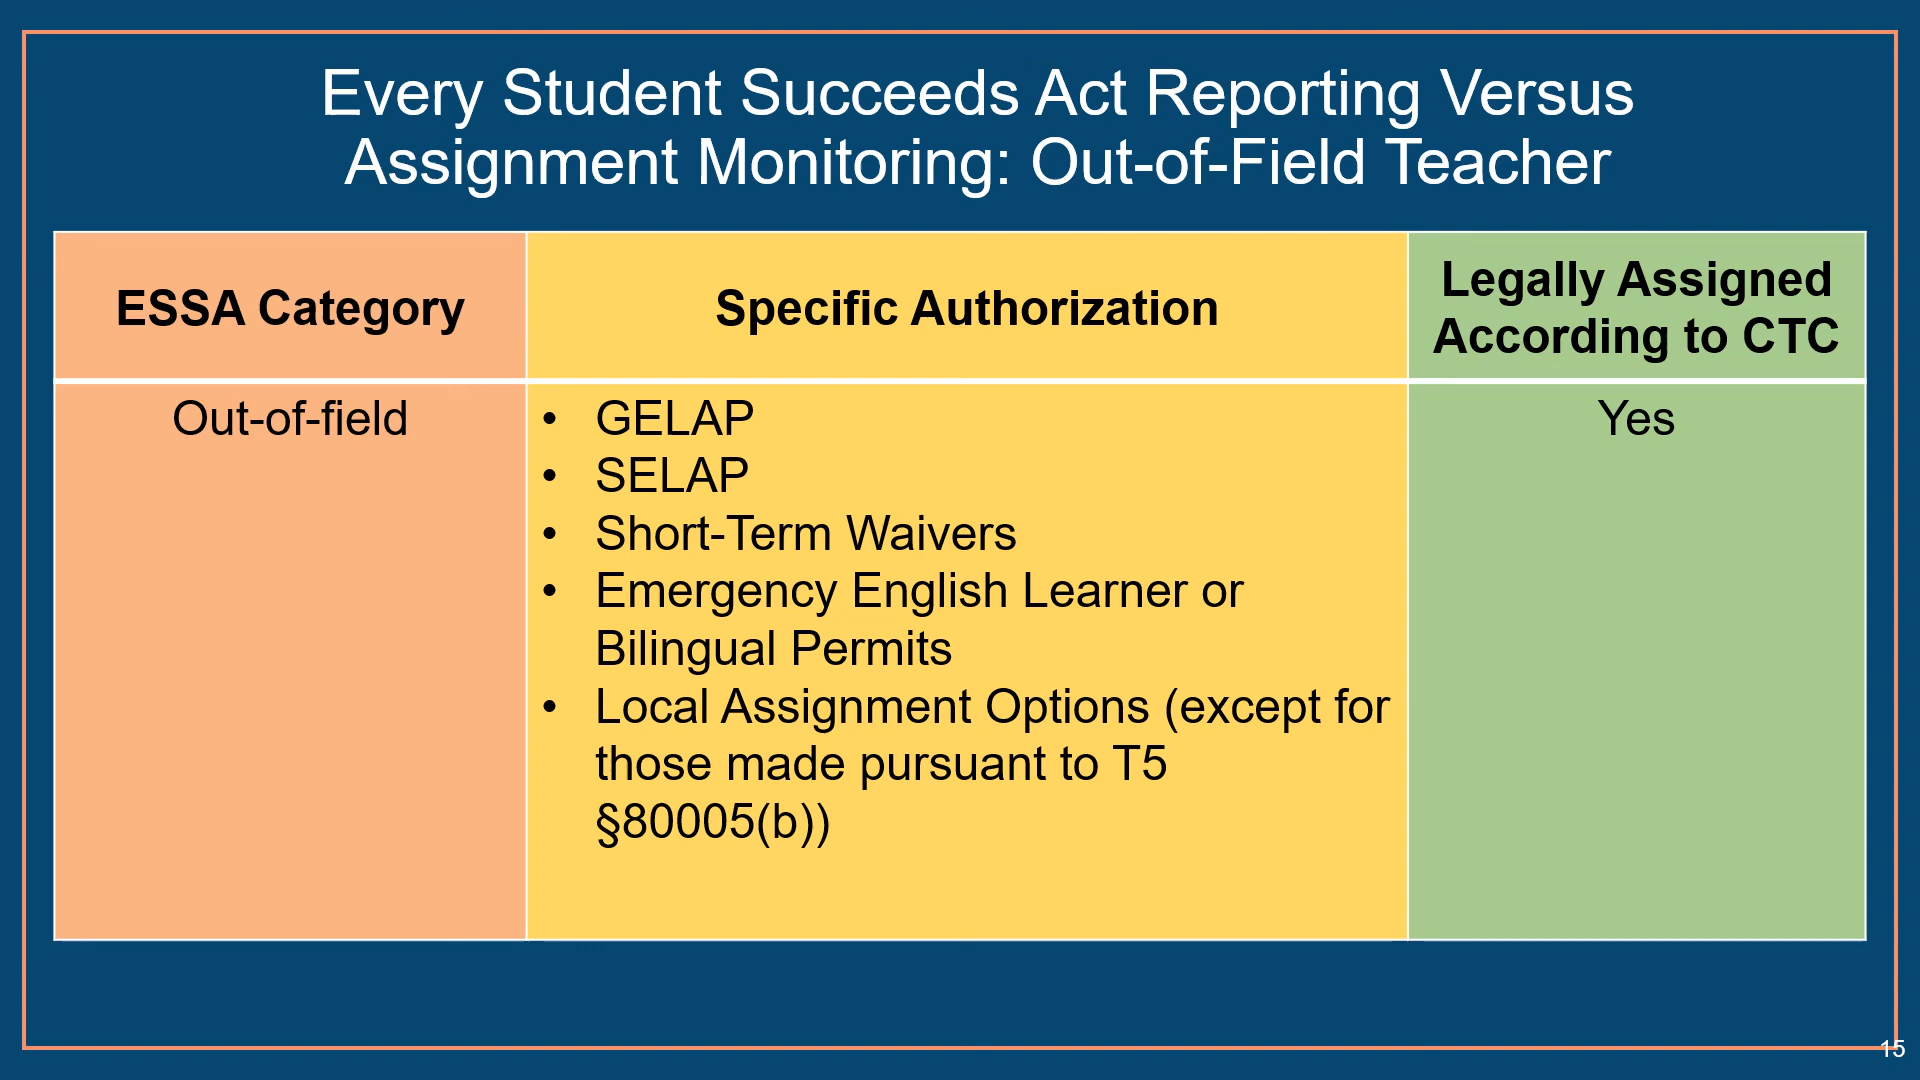 Every Student Succeeds Act Reporting Versus
Assignment Monitoring: Out-of-Field Teacher
ESSA Category
Specific Authorization
Legally Assigned
According to CTC
Out-of-field
• GELAP
• SELAP
• Short-Term Waivers
• Emergency English Learner or
Bilingual Permits
• Local Assignment Options (except for
those made pursuant to T5
§80005(b))
Yes
15